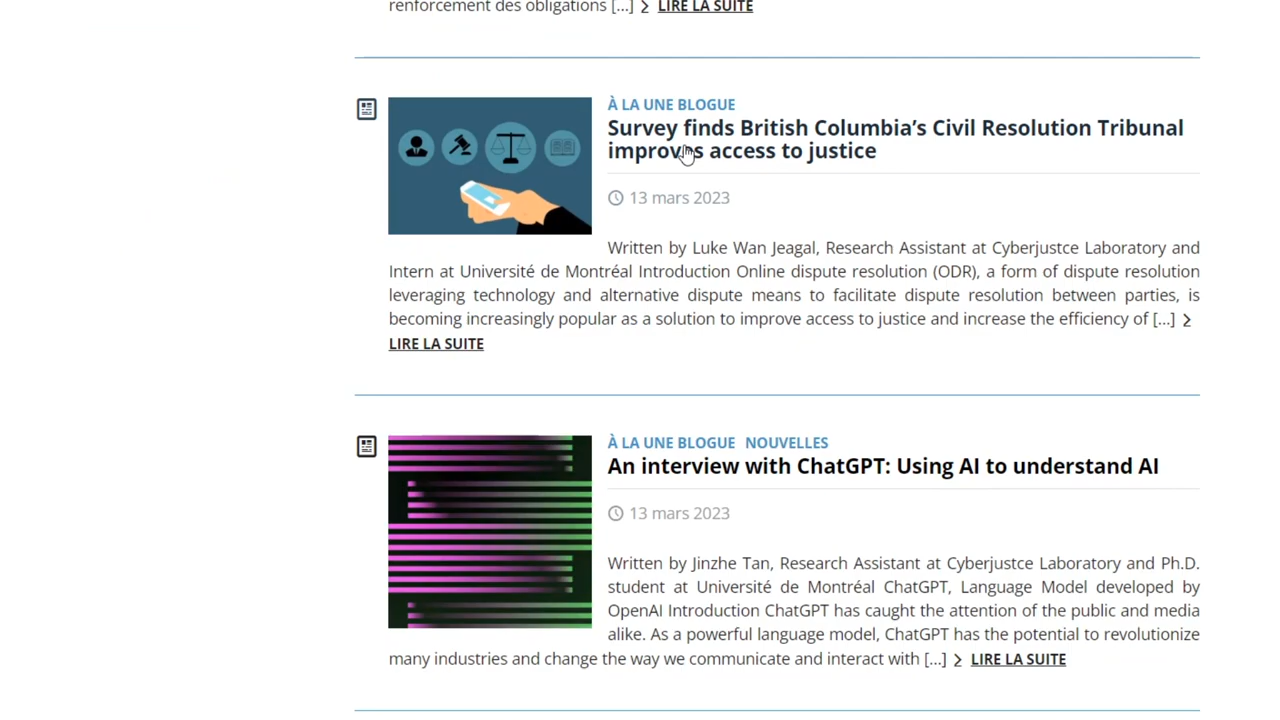 renforcement des obligations [...] > LIRE LA SUITE
À LA UNE BLOGUE
Survey finds British Columbia's Civil Resolution Tribunal
improves access to justice
13 mars 2023
Written by Luke Wan Jeagal, Research Assistant at Cyberjustce Laboratory and
Intern at Université de Montréal Introduction Online dispute resolution (ODR), a form of dispute resolution
leveraging technology and alternative dispute means to facilitate dispute resolution between parties, is
becoming increasingly popular as a solution to improve access to justice and increase the efficiency of [...] >
LIRE LA SUITE
À LA UNE BLOGUE NOUVELLES
An interview with ChatGPT: Using AI to understand AI
13 mars 2023
Written by Jinzhe Tan, Research Assistant at Cyberjustce Laboratory and Ph.D.
student at Université de Montréal ChatGPT, Language Model developed by
OpenAI Introduction ChatGPT has caught the attention of the public and media
alike. As a powerful language model, ChatGPT has the potential to revolutionize
many industries and change the way we communicate and interact with [...] > LIRE LA SUITE